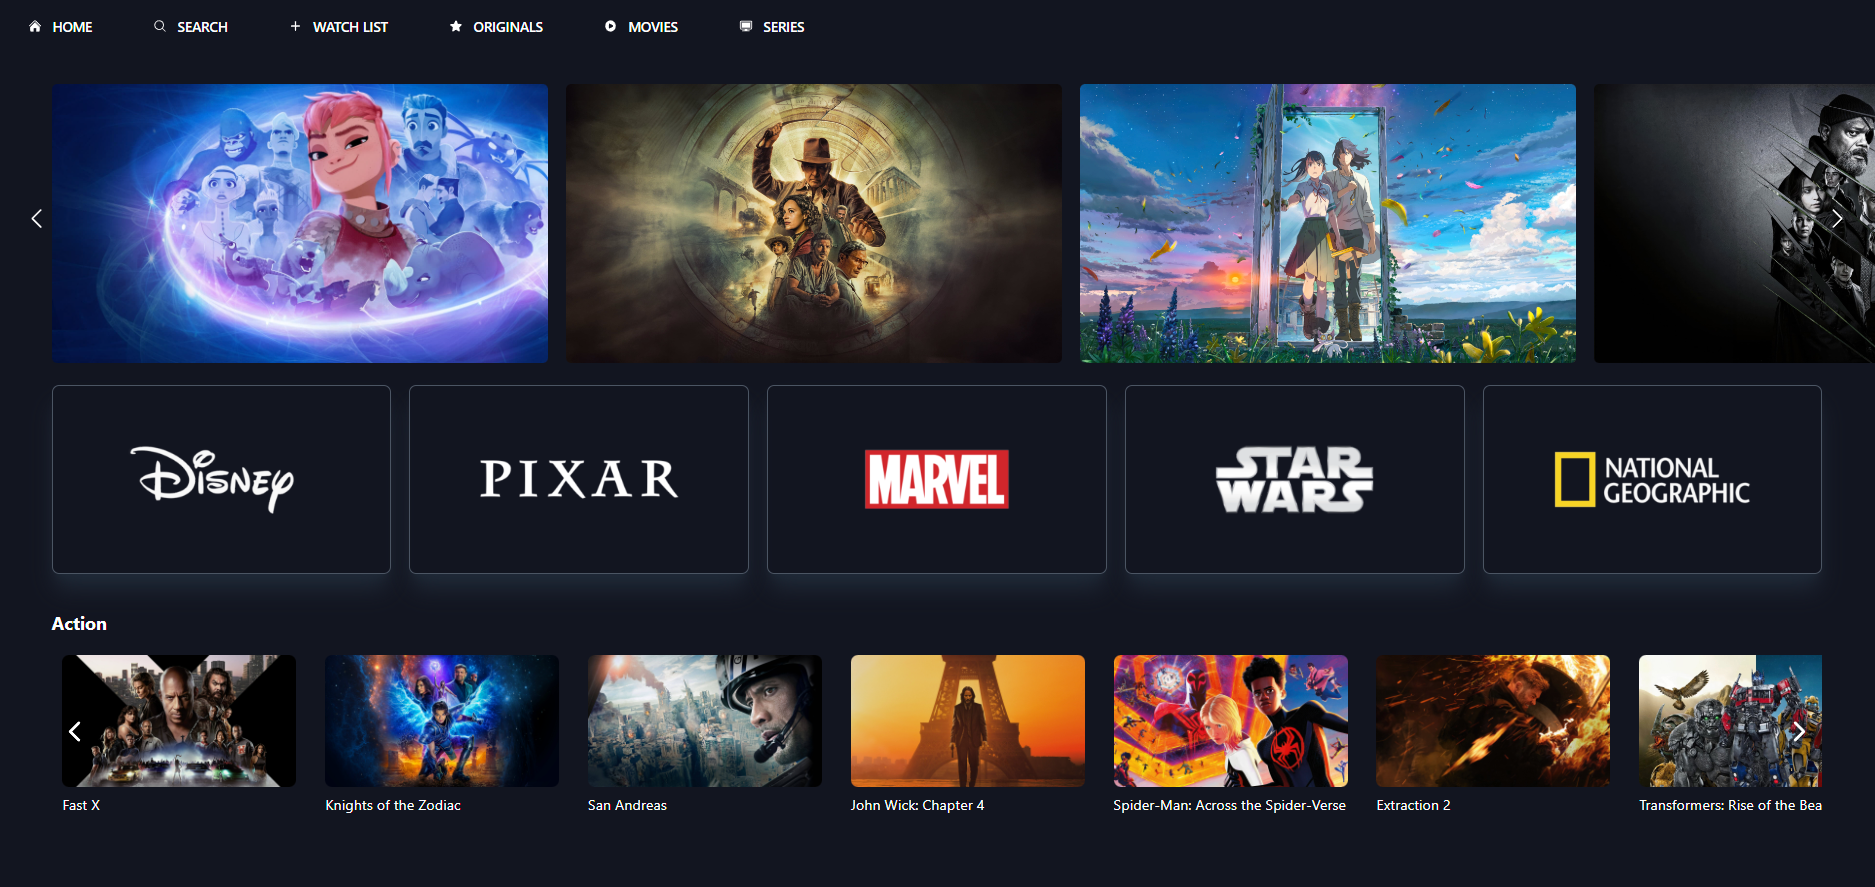 HOME
SEARCH
WATCH LIST
ORIGINALS
MOVIES
SERIES
DISNEY
PIXAR
MARVEL
STAR
WARS
NATIONAL
GEOGRAPHIC
Action
Fast X
Knights of the Zodiac
San Andreas
John Wick: Chapter 4
Spider-Man: Across the Spider-Verse
Extraction 2
Transformers: Rise of the Bea